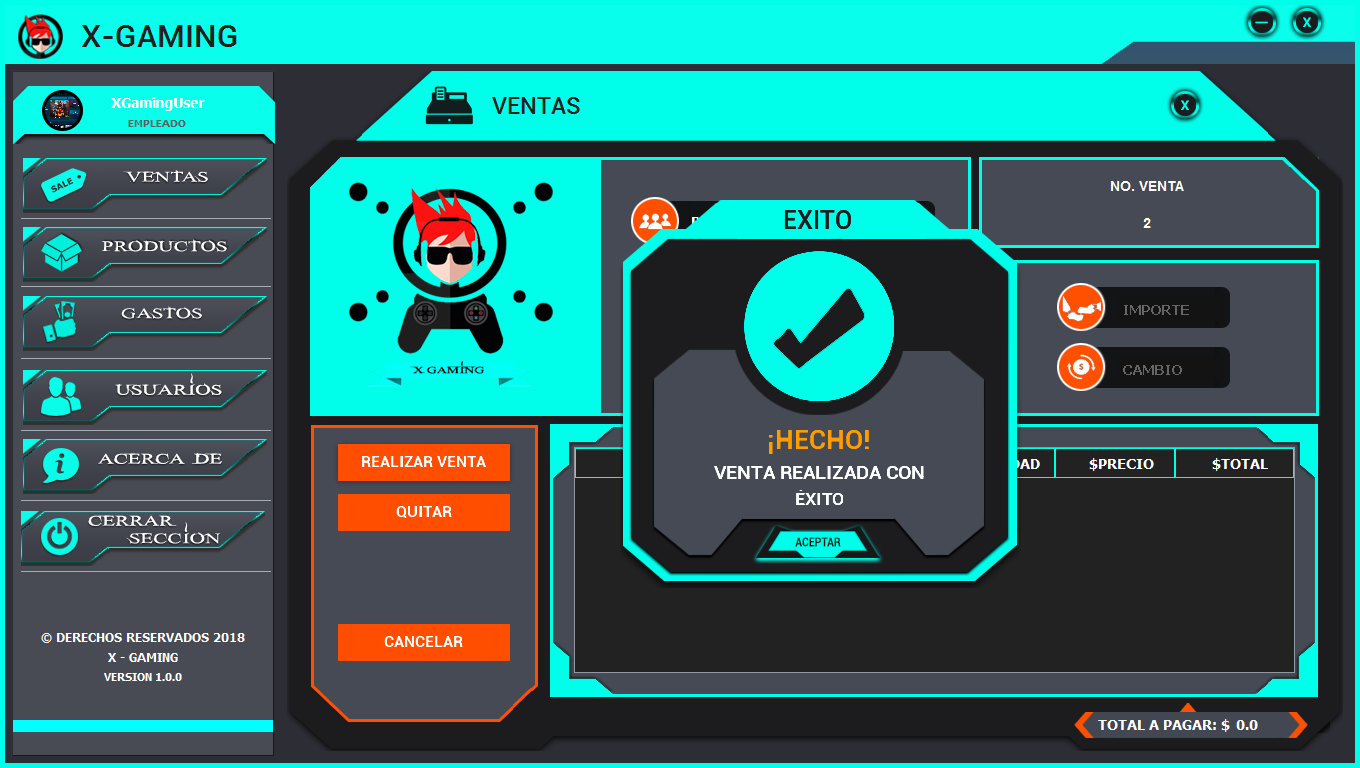 X-GAMING
X
XGamingUser
EMPLEADO
SALE
VENTAS
PRODUCTOS
GASTOS
USUARIOS
ACERCA DE
CERRAR
SECCION
© DERECHOS RESERVADOS 2018
X - GAMING
VERSION 1.0.0
VENTAS
X
X GAMING
NO. VENTA
2
IMPORTE
CAMBIO
REALIZAR VENTA
QUITAR
CANCELAR
$PRECIO
$TOTAL
TOTAL A PAGAR: $ 0.0
EXITO
¡HECHO!
VENTA REALIZADA CON
ÉXITO
ACEPTAR